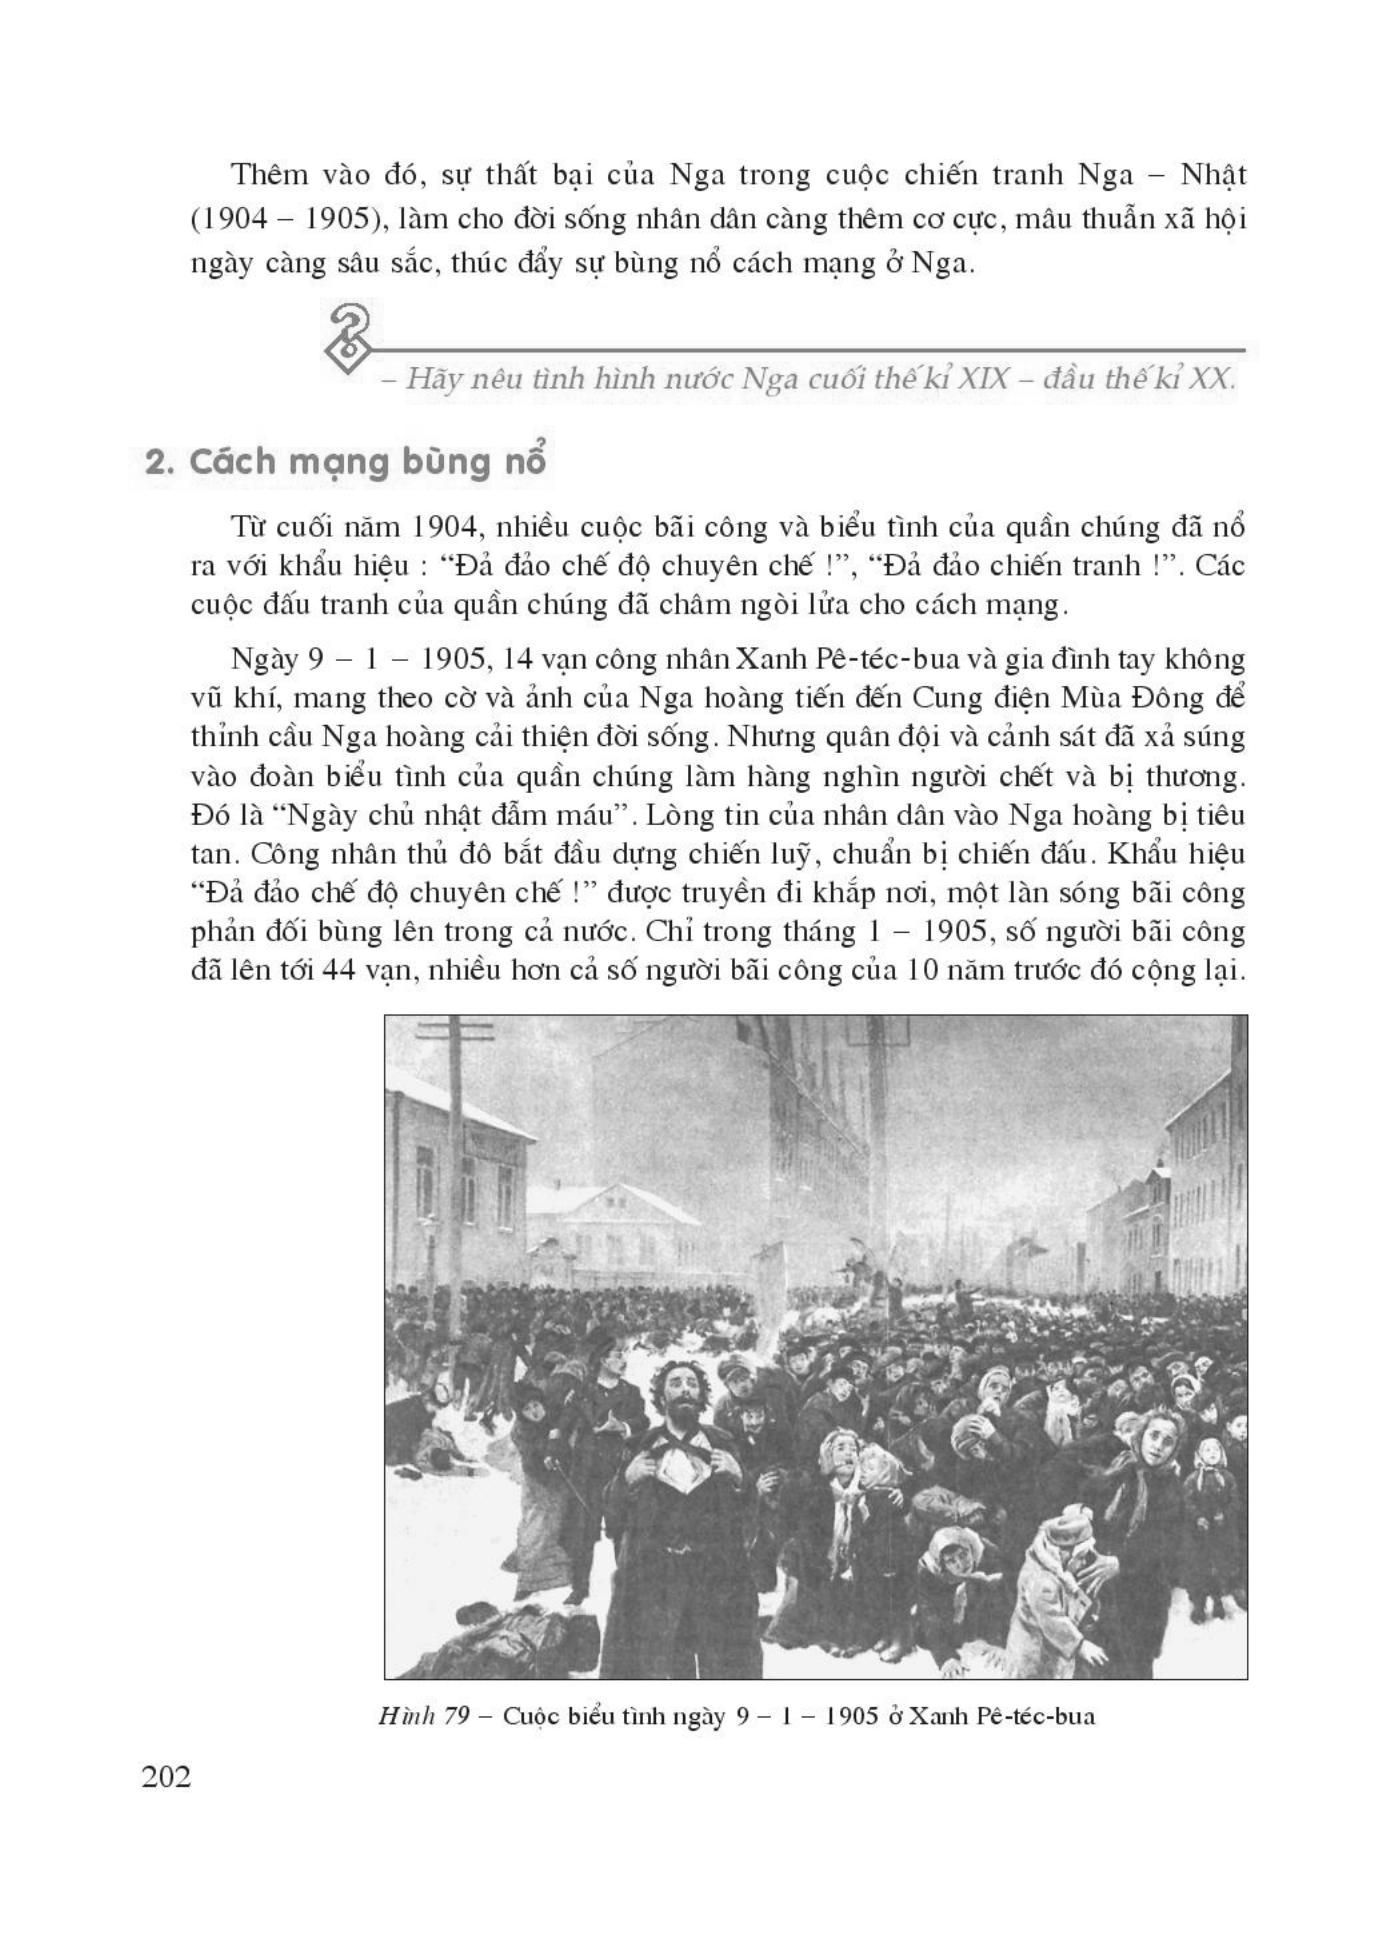 Thêm vào đó, sự thất bại của Nga trong cuộc chiến tranh Nga – Nhật
(1904 – 1905), làm cho đời sống nhân dân càng thêm cơ cực, mâu thuẫn xã hội
ngày càng sâu sắc, thúc đẩy sự bùng nổ cách mạng ở Nga.
– Hãy nêu tình hình nước Nga cuối thế kỉ XIX – đầu thế kỉ XX.
2. Cách mạng bùng nổ
Từ cuối năm 1904, nhiều cuộc bãi công và biểu tình của quần chúng đã nổ
ra với khẩu hiệu : “Đả đảo chế độ chuyên chế !”, “Đả đảo chiến tranh !”. Các
cuộc đấu tranh của quần chúng đã châm ngòi lửa cho cách mạng.
Ngày 9 – 1 – 1905, 14 vạn công nhân Xanh Pê-téc-bua và gia đình tay không
vũ khí, mang theo cờ và ảnh của Nga hoàng tiến đến Cung điện Mùa Đông để
thỉnh cầu Nga hoàng cải thiện đời sống. Nhưng quân đội và cảnh sát đã xả súng
vào đoàn biểu tình của quần chúng làm hàng nghìn người chết và bị thương.
Đó là “Ngày chủ nhật đẫm máu”. Lòng tin của nhân dân vào Nga hoàng bị tiêu
tan. Công nhân thủ đô bắt đầu dựng chiến luỹ, chuẩn bị chiến đấu. Khẩu hiệu
“Đả đảo chế độ chuyên chế !” được truyền đi khắp nơi, một làn sóng bãi công
phản đối bùng lên trong cả nước. Chỉ trong tháng 1 – 1905, số người bãi công
đã lên tới 44 vạn, nhiều hơn cả số người bãi công của 10 năm trước đó cộng lại.
Hình 79 – Cuộc biểu tình ngày 9 – 1 – 1905 ở Xanh Pê-téc-bua
202